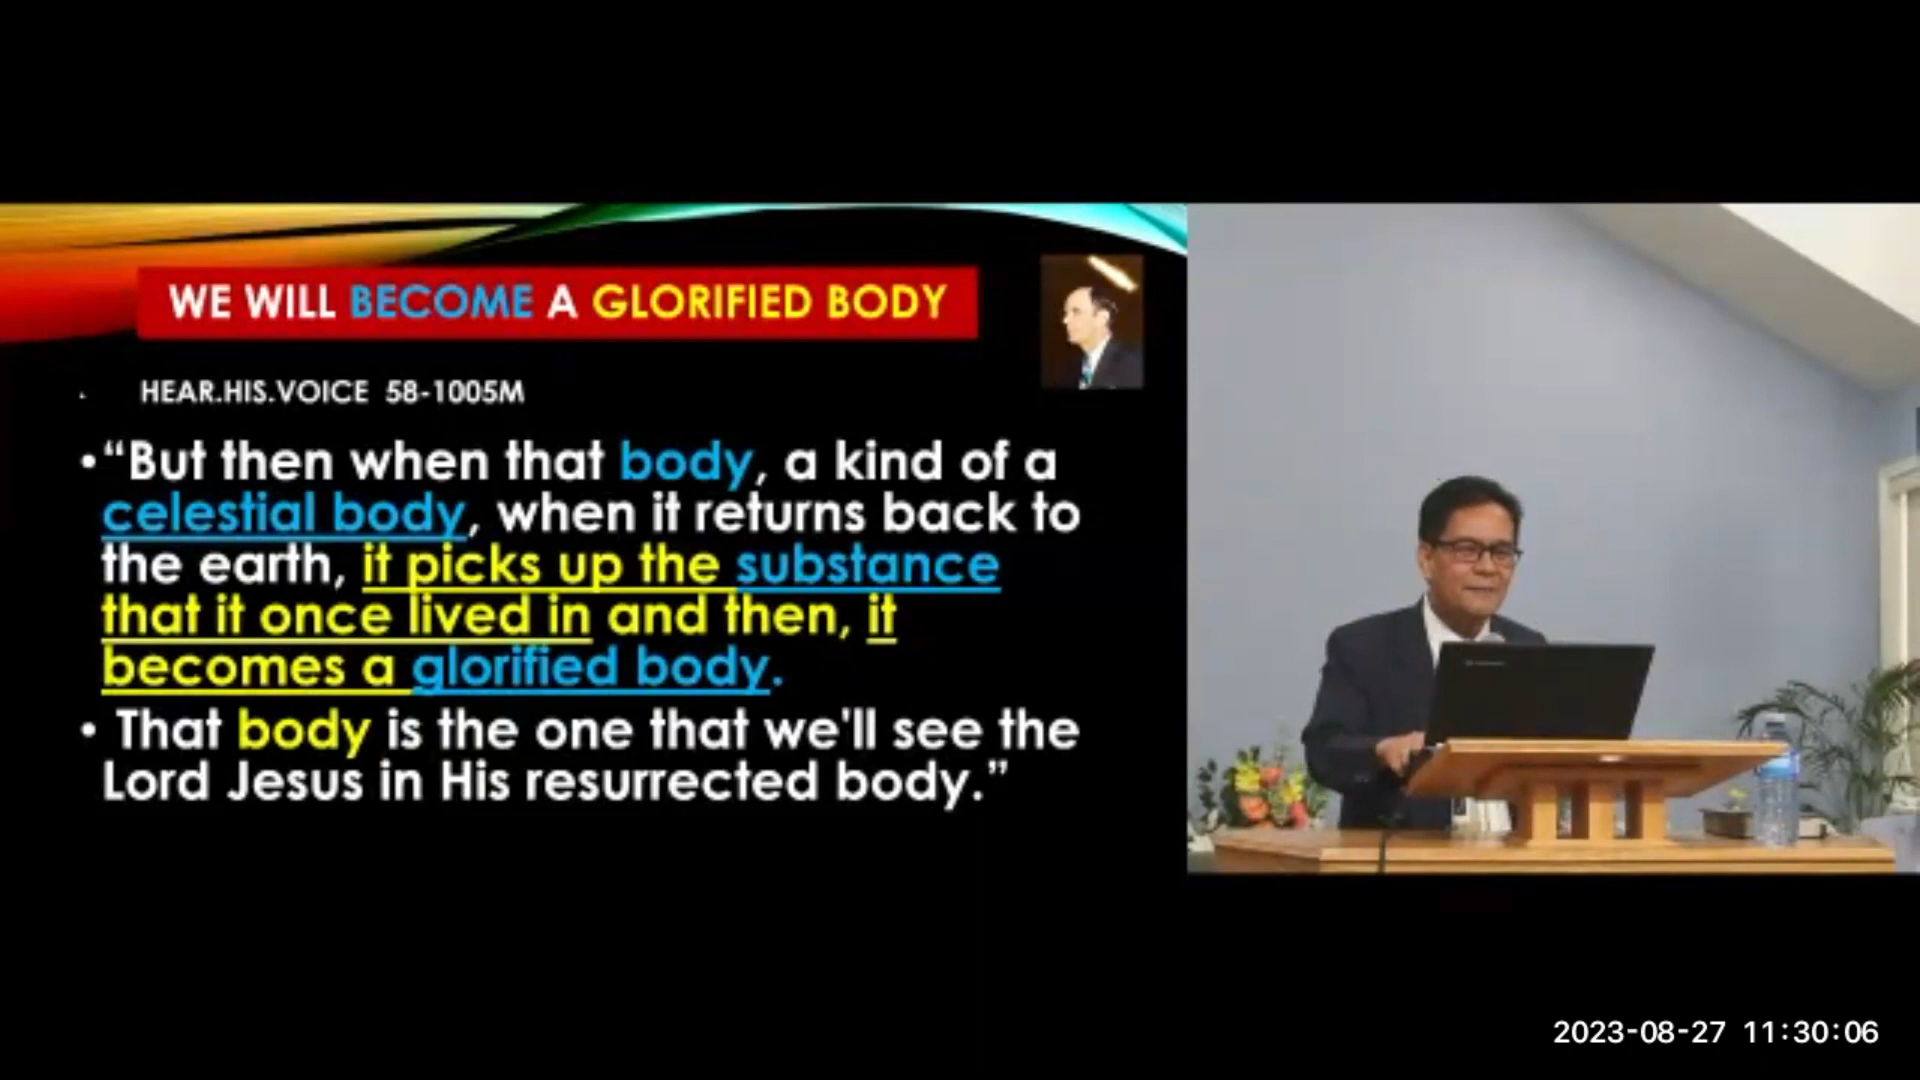 WE WILL BECOME A GLORIFIED BODY
HEAR.HIS.VOICE 58-1005M
•“But then when that body, a kind of a
celestial body, when it returns back to
the earth, it picks up the substance
that it once lived in and then, it
becomes a glorified body.
• That body is the one that we'll see the
Lord Jesus in His resurrected body.”
2023-08-27 11:30:06